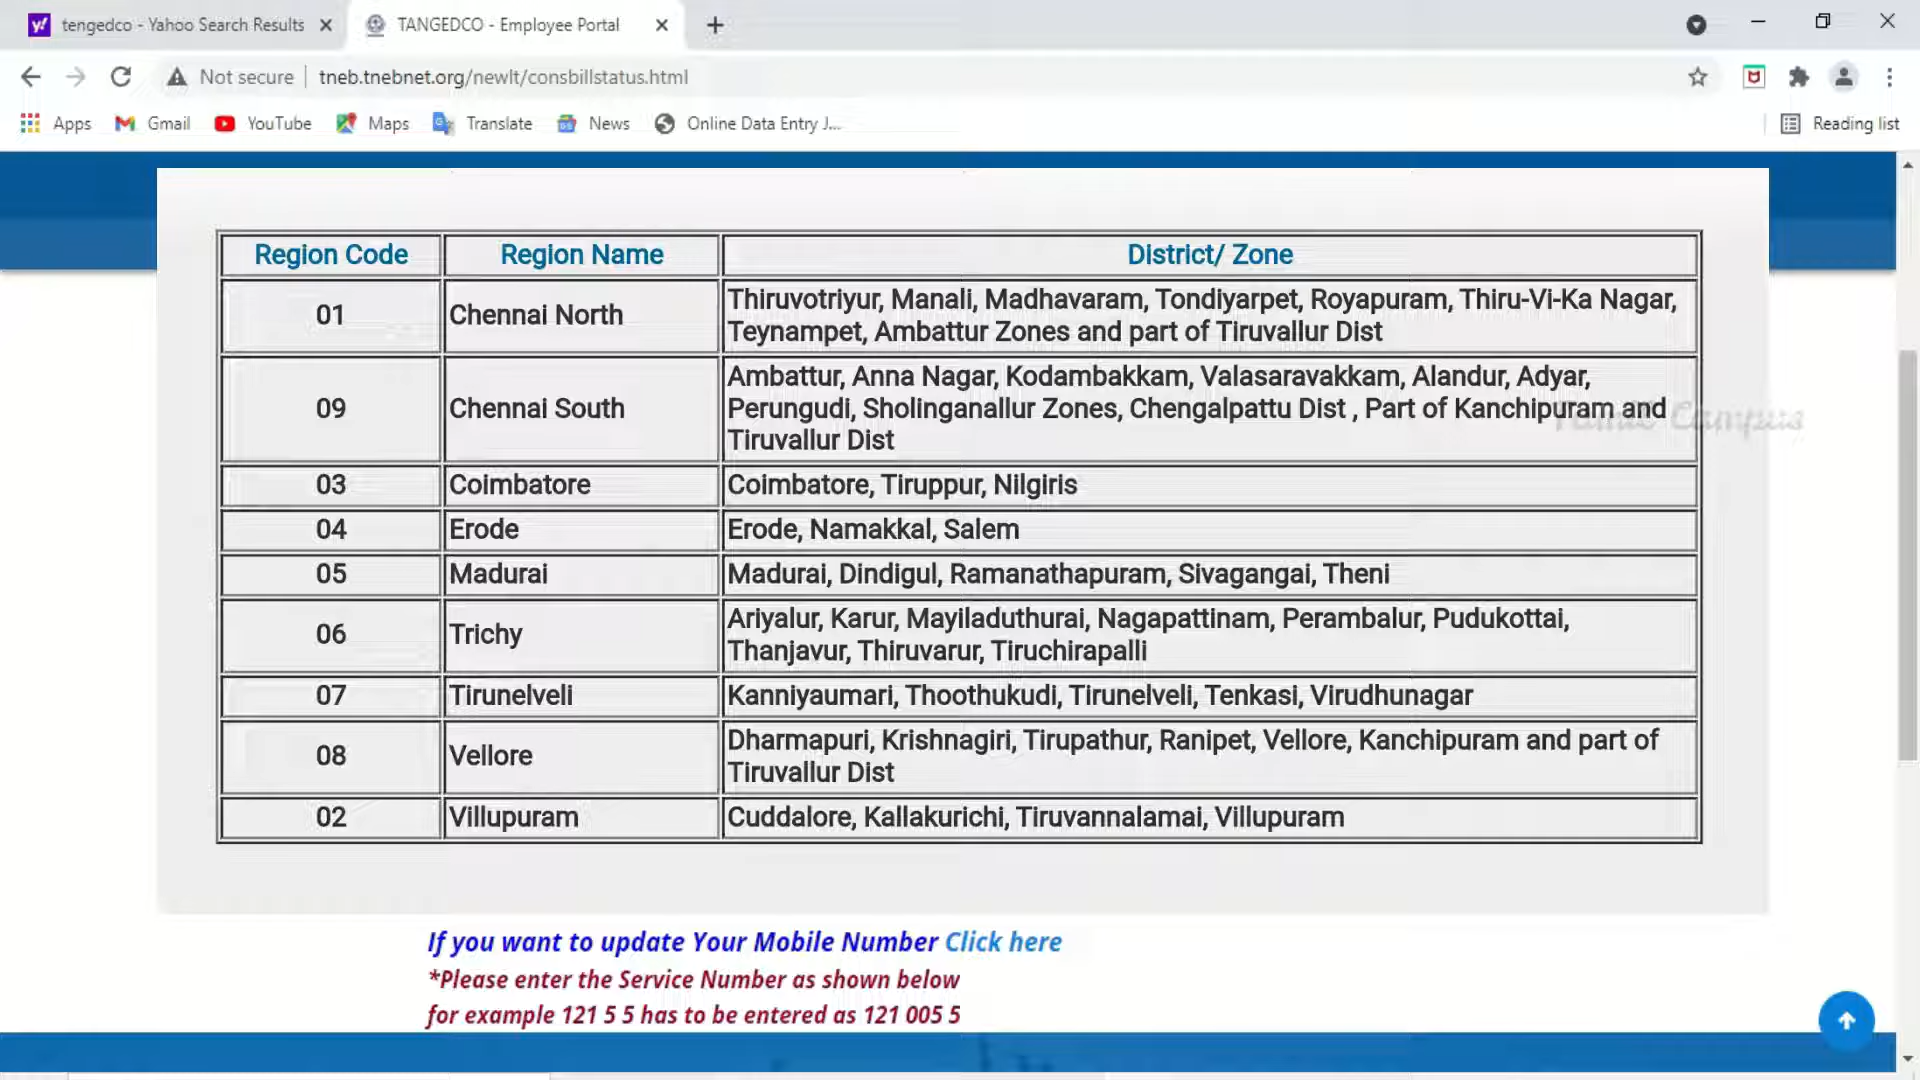 tengedco - Yahoo Search Results
TANGEDCO - Employee Portal
Not secure
tneb.tnebnet.org/newlt/consbillstatus.html
Apps
Gmail
YouTube
Maps
Translate
News
Online Data Entry J...
Reading list
Region Code
Region Name
District/ Zone
01
Chennai North
Thiruvotriyur, Manali, Madhavaram, Tondiyarpet, Royapuram, Thiru-Vi-Ka Nagar,
Teynampet, Ambattur Zones and part of Tiruvallur Dist
09
Chennai South
Ambattur, Anna Nagar, Kodambakkam, Valasaravakkam, Alandur, Adyar,
Perungudi, Sholinganallur Zones, Chengalpattu Dist , Part of Kanchipuram and
Tiruvallur Dist
Tamil Campus
03
Coimbatore
Coimbatore, Tiruppur, Nilgiris
04
Erode
Erode, Namakkal, Salem
05
Madurai
Madurai, Dindigul, Ramanathapuram, Sivagangai, Theni
06
Trichy
Ariyalur, Karur, Mayiladuthurai, Nagapattinam, Perambalur, Pudukottai,
Thanjavur, Thiruvarur, Tiruchirapalli
07
Tirunelveli
Kanniyaumari, Thoothukudi, Tirunelveli, Tenkasi, Virudhunagar
08
Vellore
Dharmapuri, Krishnagiri, Tirupathur, Ranipet, Vellore, Kanchipuram and part of
Tiruvallur Dist
02
Villupuram
Cuddalore, Kallakurichi, Tiruvannalamai, Villupuram
If you want to update Your Mobile Number Click here
*Please enter the Service Number as shown below
for example 121 5 5 has to be entered as 121 005 5